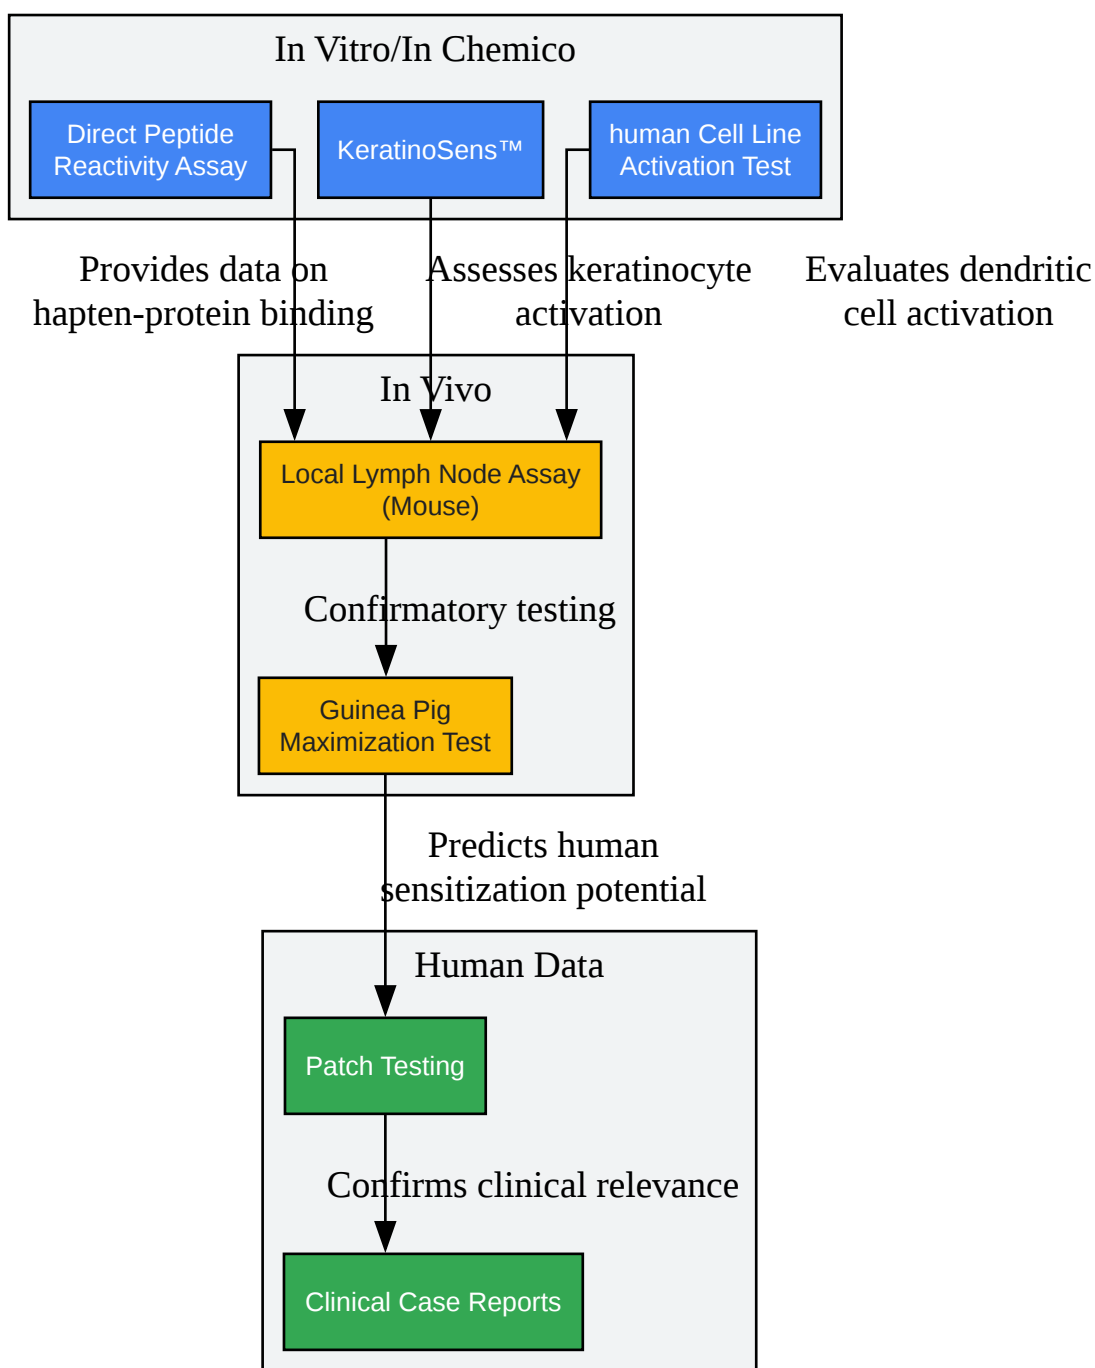 In Vitro/In Chemico
Direct Peptide
Reactivity Assay
KeratinoSens™
human Cell Line
Activation Test
Provides data on
hapten-protein binding
Assesses keratinocyte
activation
Evaluates dendritic
cell activation
In Vivo
Local Lymph Node Assay
(Mouse)
Confirmatory testing
Guinea Pig
Maximization Test
Predicts human
sensitization potential
Human Data
Patch Testing
Confirms clinical relevance
Clinical Case Reports